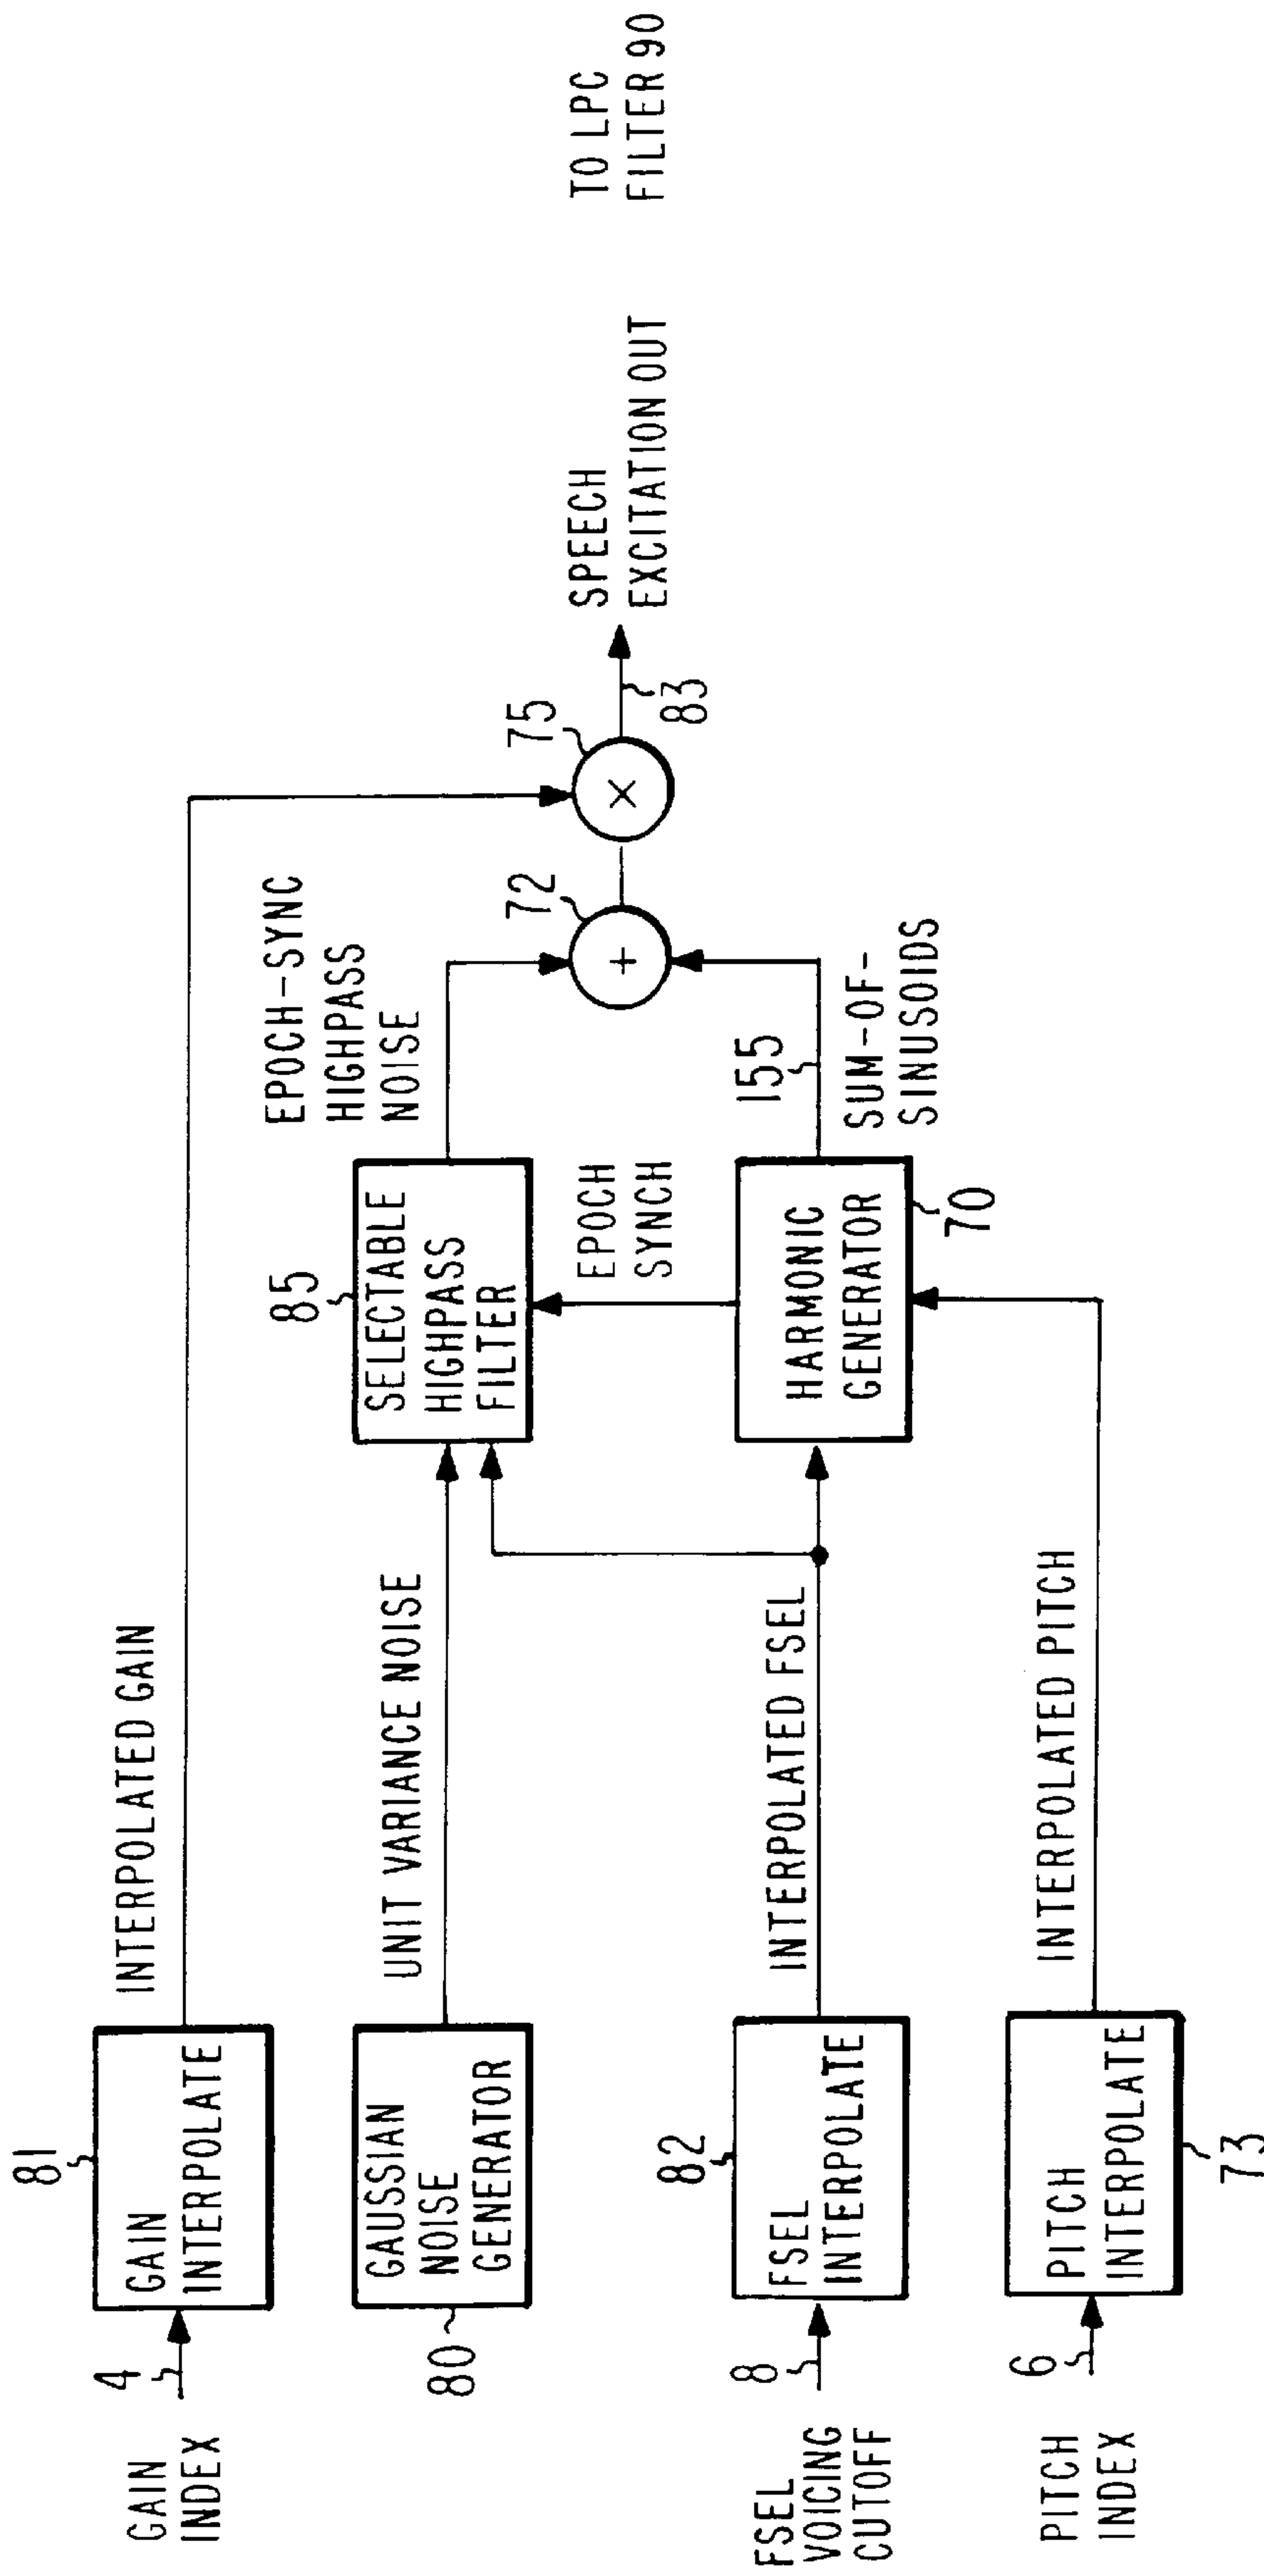 81
GAIN
INDEX
4
GAIN
INTERPOLATE
INTERPOLATED GAIN
80
GAUSSIAN
NOISE
GENERATOR
UNIT VARIANCE NOISE
85
SELECTABLE
HIGHPASS
FILTER
EPOCH-SYNC
HIGHPASS
NOISE
EPOCH
SYNCH
72
+
75
×
83
SPEECH
EXCITATION OUT
TO LPC
FILTER 90
FSEL
VOICING
CUTOFF
8
82
FSEL
INTERPOLATE
INTERPOLATED FSEL
HARMONIC
GENERATOR
70
155
SUM-OF-
SINUSOIDS
PITCH
INDEX
6
PITCH
INTERPOLATE
73
INTERPOLATED PITCH